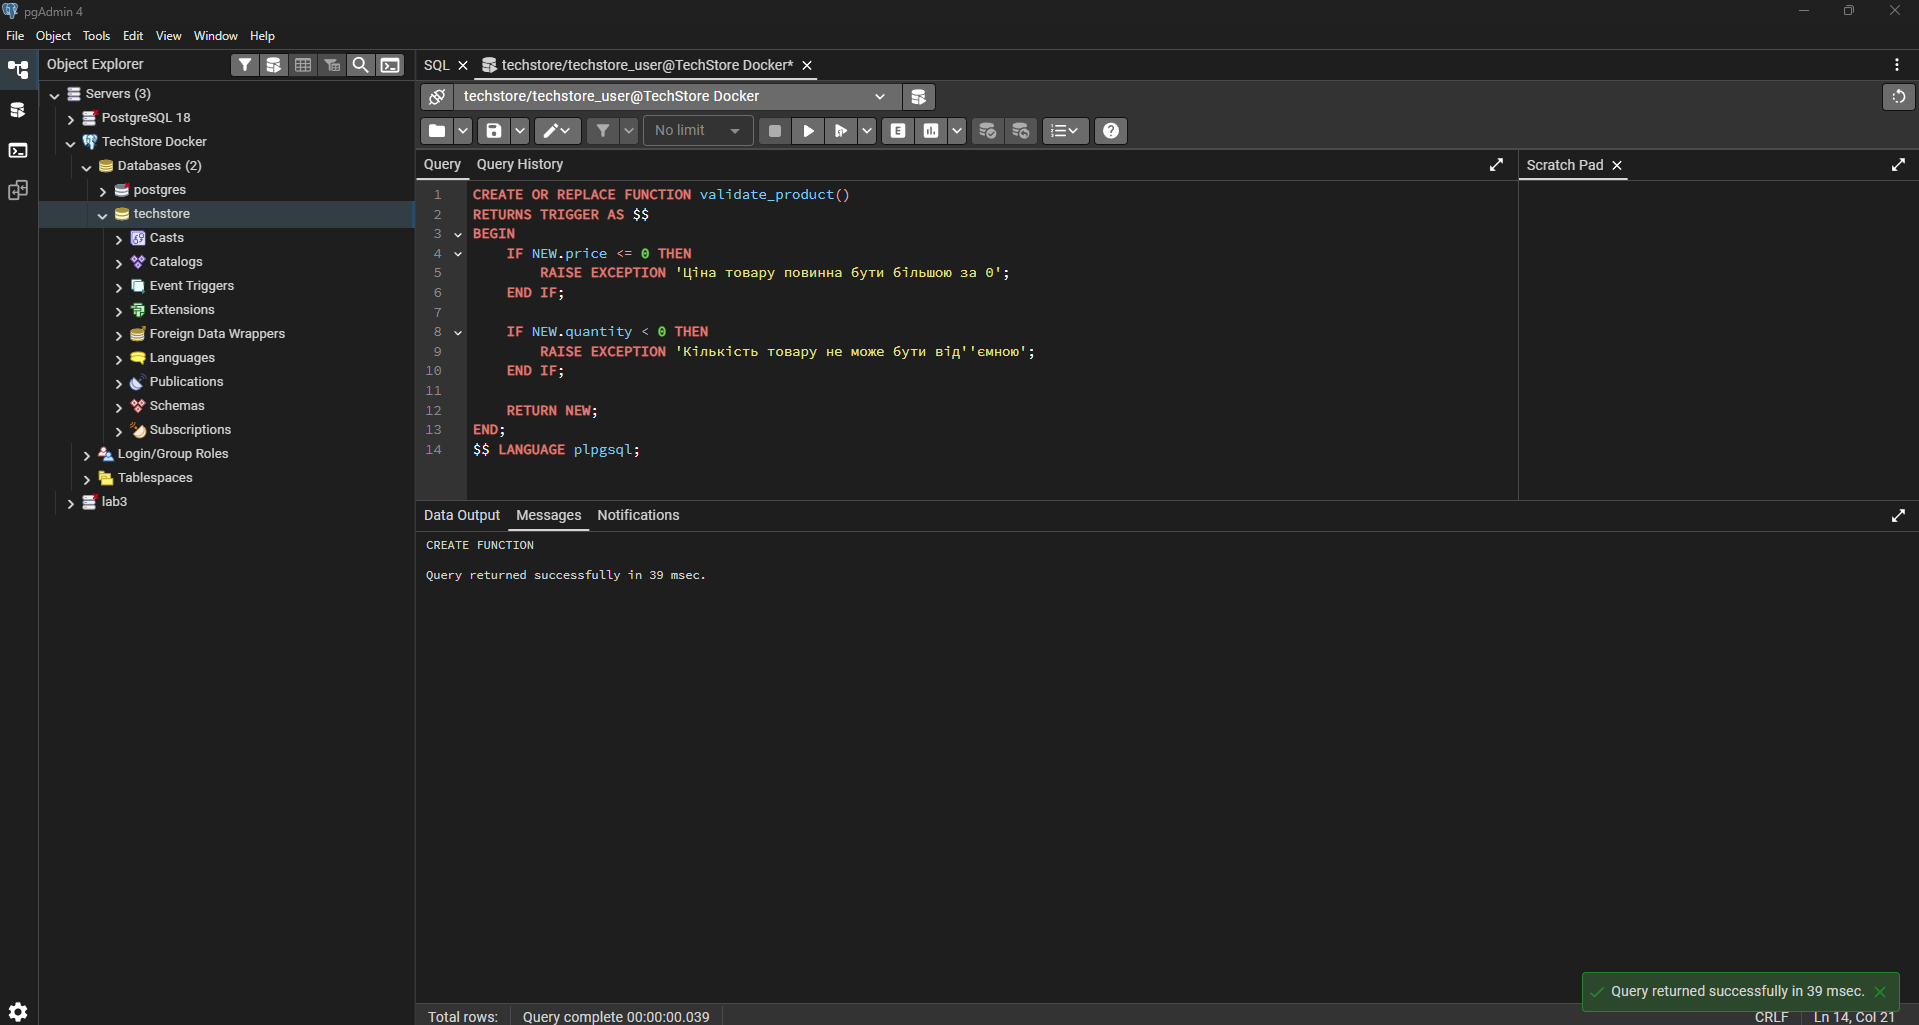 pgAdmin 4
File Object Tools Edit View Window Help
Object Explorer
Servers (3)
PostgreSQL 18
TechStore Docker
Databases (2)
postgres
techstore
Casts
Catalogs
Event Triggers
Extensions
Foreign Data Wrappers
Languages
Publications
Schemas
Subscriptions
Login/Group Roles
Tablespaces
lab3
SQL
techstore/techstore_user@TechStore Docker*
techstore/techstore_user@TechStore Docker
No limit
E
Query Query History
Scratch Pad
1 CREATE OR REPLACE FUNCTION validate_product()
2 RETURNS TRIGGER AS $$
3 BEGIN
4 IF NEW.price <= 0 THEN
5 RAISE EXCEPTION 'Ціна товару повинна бути більшою за 0';
6 END IF;
7
8 IF NEW.quantity < 0 THEN
9 RAISE EXCEPTION 'Кількість товару не може бути від''ємною';
10 END IF;
11
12 RETURN NEW;
13 END;
14 $$ LANGUAGE plpgsql;
Data Output Messages Notifications
CREATE FUNCTION
Query returned successfully in 39 msec.
Query returned successfully in 39 msec.
Total rows: Query complete 00:00:00.039
CRLF Ln 14, Col 21